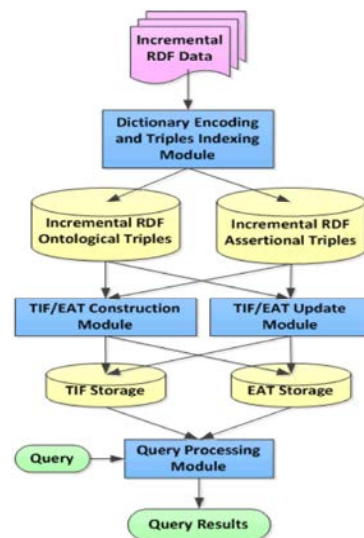 Incremental
RDF Data
Dictionary Encoding
and Triples Indexing
Module
Incremental RDF
Ontological Triples
Incremental RDF
Assertional Triples
TIF/EAT Construction
Module
TIF/EAT Update
Module
TIF Storage
EAT Storage
Query
Query Processing
Module
Query Results